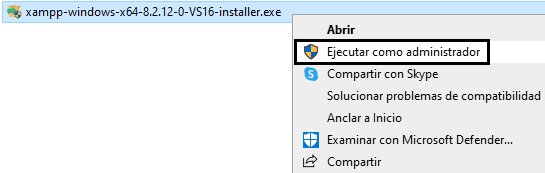 xampp-windows-x64-8.2.12-0-VS16-installer.exe
Abrir
Ejecutar como administrador
Compartir con Skype
Solucionar problemas de compatibilidad
Anclar a Inicio
Examinar con Microsoft Defender...
Compartir